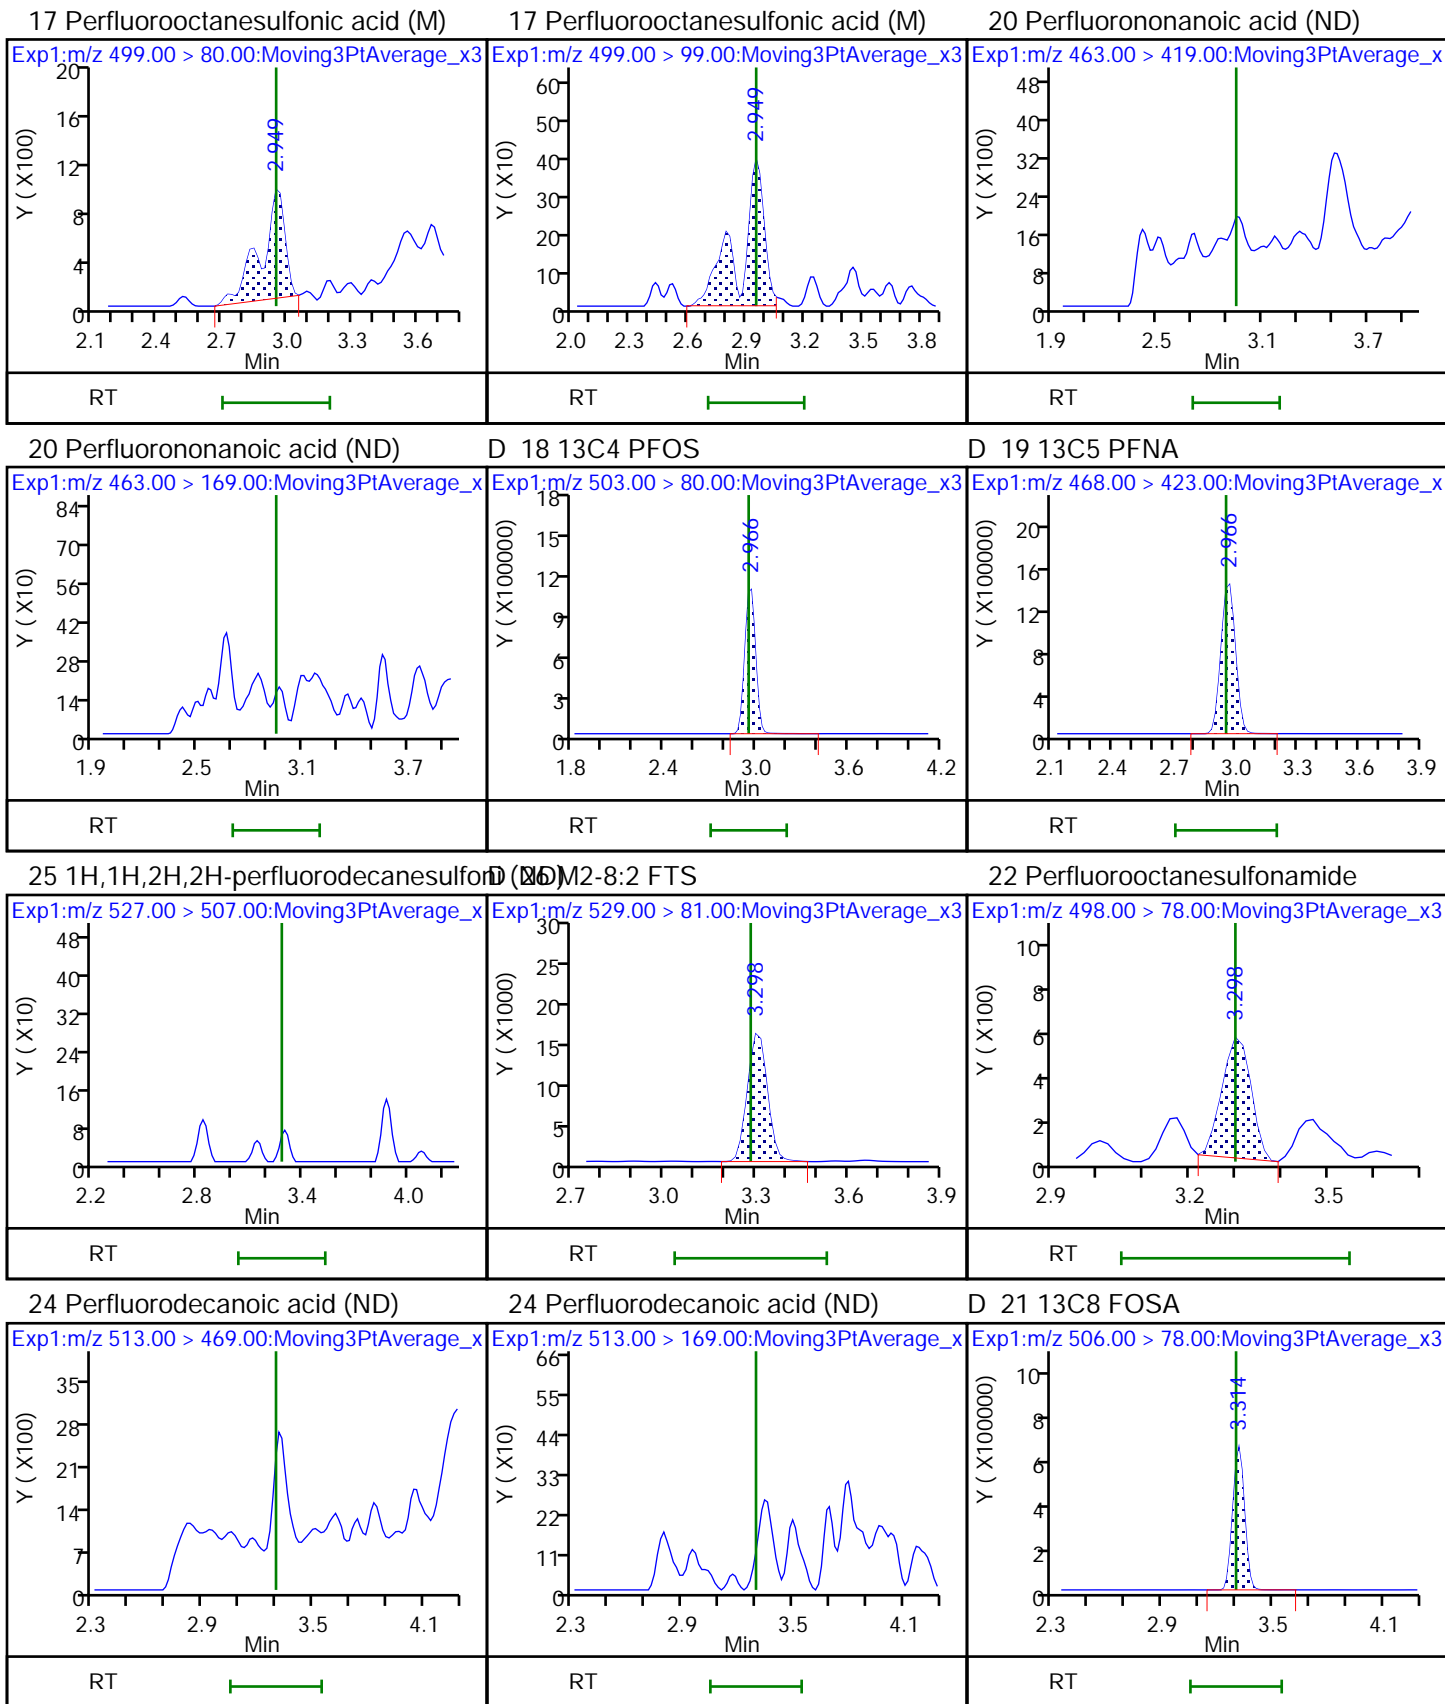 17 Perfluorooctanesulfonic acid (M)
Exp1:m/z 499.00 > 80.00:Moving3PtAverage_x3
Y ( X100)
20
16
12
8
4
0
2.949
2.1 2.4 2.7 3.0 3.3 3.6
Min
RT
17 Perfluorooctanesulfonic acid (M)
Exp1:m/z 499.00 > 99.00:Moving3PtAverage_x3
Y ( X10)
60
50
40
30
20
10
0
2.949
2.0 2.3 2.6 2.9 3.2 3.5 3.8
Min
RT
20 Perfluorononanoic acid (ND)
Exp1:m/z 463.00 > 419.00:Moving3PtAverage_x
Y ( X100)
48
40
32
24
16
8
0
1.9 2.5 3.1 3.7
Min
RT
20 Perfluorononanoic acid (ND)
Exp1:m/z 463.00 > 169.00:Moving3PtAverage_x
Y ( X10)
84
70
56
42
28
14
0
1.9 2.5 3.1 3.7
Min
RT
D 18 13C4 PFOS
Exp1:m/z 503.00 > 80.00:Moving3PtAverage_x3
Y ( X100000)
18
15
12
9
6
3
0
2.966
1.8 2.4 3.0 3.6 4.2
Min
RT
D 19 13C5 PFNA
Exp1:m/z 468.00 > 423.00:Moving3PtAverage_x
Y ( X100000)
20
16
12
8
4
0
2.966
2.1 2.4 2.7 3.0 3.3 3.6 3.9
Min
RT
25 1H,1H,2H,2H-perfluorodecanesulfoni (ND)
Exp1:m/z 527.00 > 507.00:Moving3PtAverage_x
Y ( X10)
48
40
32
24
16
8
0
2.2 2.8 3.4 4.0
Min
RT
D 26 M2-8:2 FTS
Exp1:m/z 529.00 > 81.00:Moving3PtAverage_x3
Y ( X1000)
30
25
20
15
10
5
0
3.298
2.7 3.0 3.3 3.6 3.9
Min
RT
22 Perfluorooctanesulfonamide
Exp1:m/z 498.00 > 78.00:Moving3PtAverage_x3
Y ( X100)
10
8
6
4
2
0
3.298
2.9 3.2 3.5
Min
RT
24 Perfluorodecanoic acid (ND)
Exp1:m/z 513.00 > 469.00:Moving3PtAverage_x
Y ( X100)
35
28
21
14
7
0
2.3 2.9 3.5 4.1
Min
RT
24 Perfluorodecanoic acid (ND)
Exp1:m/z 513.00 > 169.00:Moving3PtAverage_x
Y ( X10)
66
55
44
33
22
11
0
2.3 2.9 3.5 4.1
Min
RT
D 21 13C8 FOSA
Exp1:m/z 506.00 > 78.00:Moving3PtAverage_x3
Y ( X100000)
10
8
6
4
2
0
3.314
2.3 2.9 3.5 4.1
Min
RT